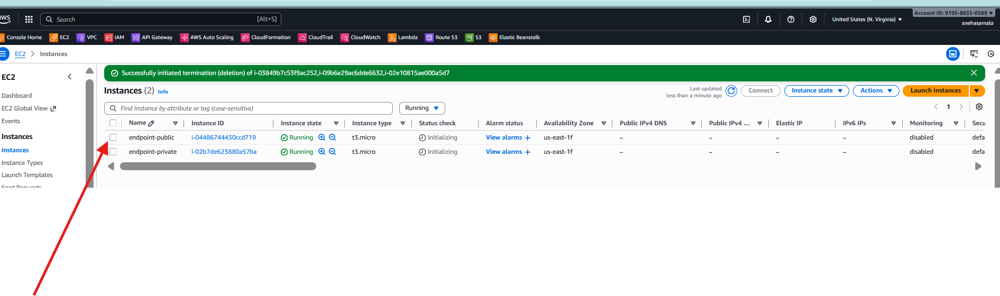 aws
Search [Alt+S]
United States (N. Virginia)
Account ID: 9195-8655-0589
snehasamala
Console Home EC2 VPC IAM API Gateway AWS Auto Scaling CloudFormation CloudTrail CloudWatch Lambda Route 53 S3 Elastic Beanstalk
EC2 Instances
EC2
Dashboard
EC2 Global View
Events
Instances
Instances
Instance Types
Launch Templates
Spot Requests
Successfully initiated termination (deletion) of i-03849b7c53f9ac252,i-09b6e29ac6dde6632,i-02e10815ae000a5d7
Instances (2) Info
Last updated
less than a minute ago
Connect Instance state Actions Launch instances
Find Instance by attribute or tag (case-sensitive) Running 1
Name Instance ID Instance state Instance type Status check Alarm status Availability Zone Public IPv4 DNS Public IPv4 ... Elastic IP IPv6 IPs Monitoring Secu
endpoint-public i-04486744430ccd719 Running t3.micro Initializing View alarms + us-east-1f – – – – disabled defa
endpoint-private i-02b7de623880a57ba Running t3.micro Initializing View alarms + us-east-1f – – – – disabled defa